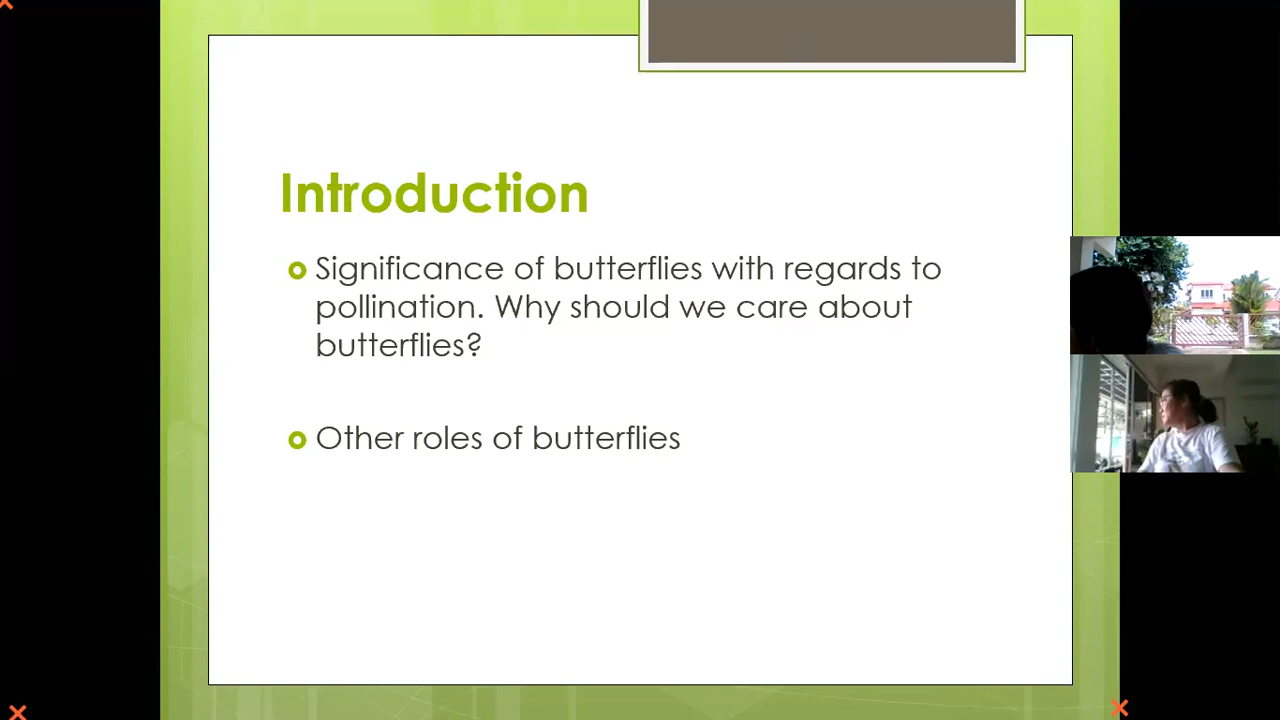 Introduction
Significance of butterflies with regards to
pollination. Why should we care about
butterflies?
Other roles of butterflies